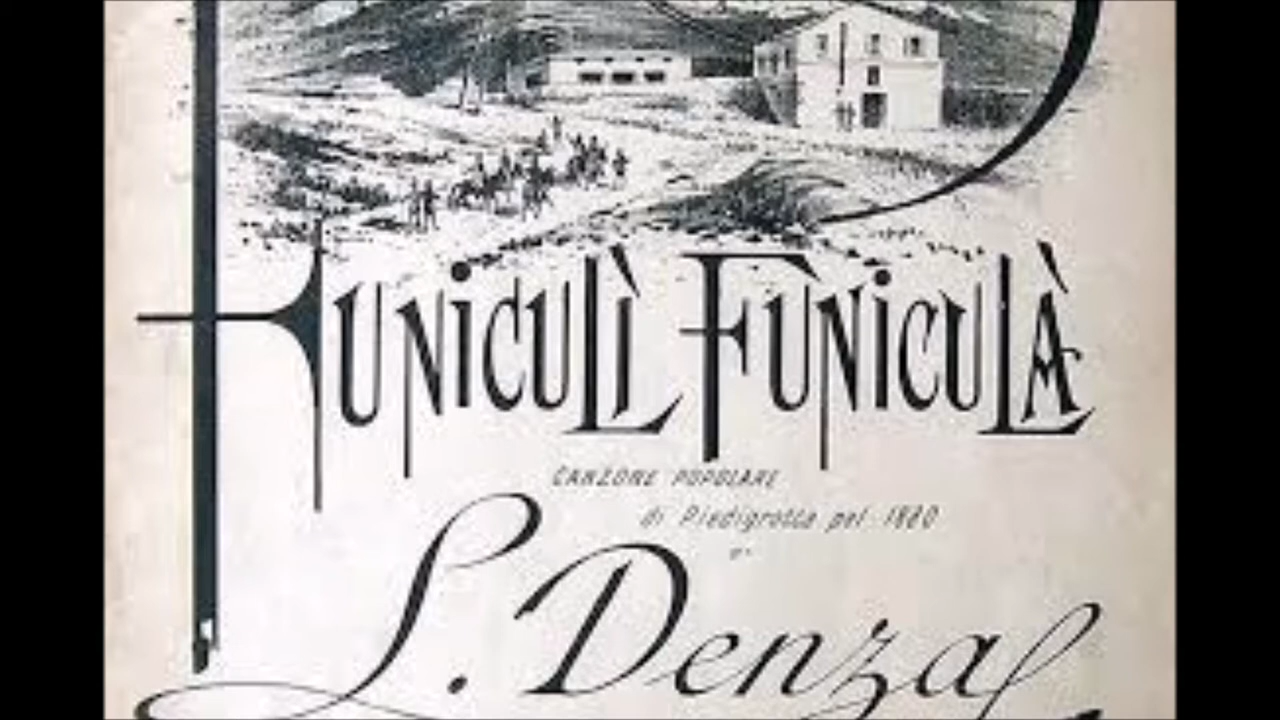 FUNICULÌ FUNICULÀ
CANZONE POPOLARE
di Piedigrotta pel 1880
L. Denza